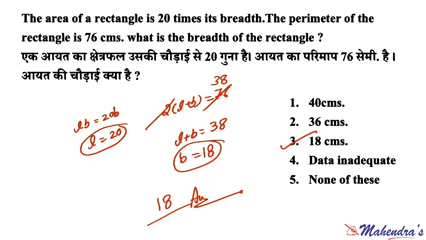 The area of a rectangle is 20 times its breadth.The perimeter of the
rectangle is 76 cms. what is the breadth of the rectangle ?
एक आयत का क्षेत्रफल उसकी चौड़ाई से 20 गुना है। आयत का परिमाप 76 सेमी. है।
आयत की चौड़ाई क्या है ?
38
2(l+b) = 76
lb = 20b
l = 20
l+b = 38
b = 18
18 Ans
1. 40cms.
2. 36 cms.
3. 18 cms.
4. Data inadequate
5. None of these
Mahendra's